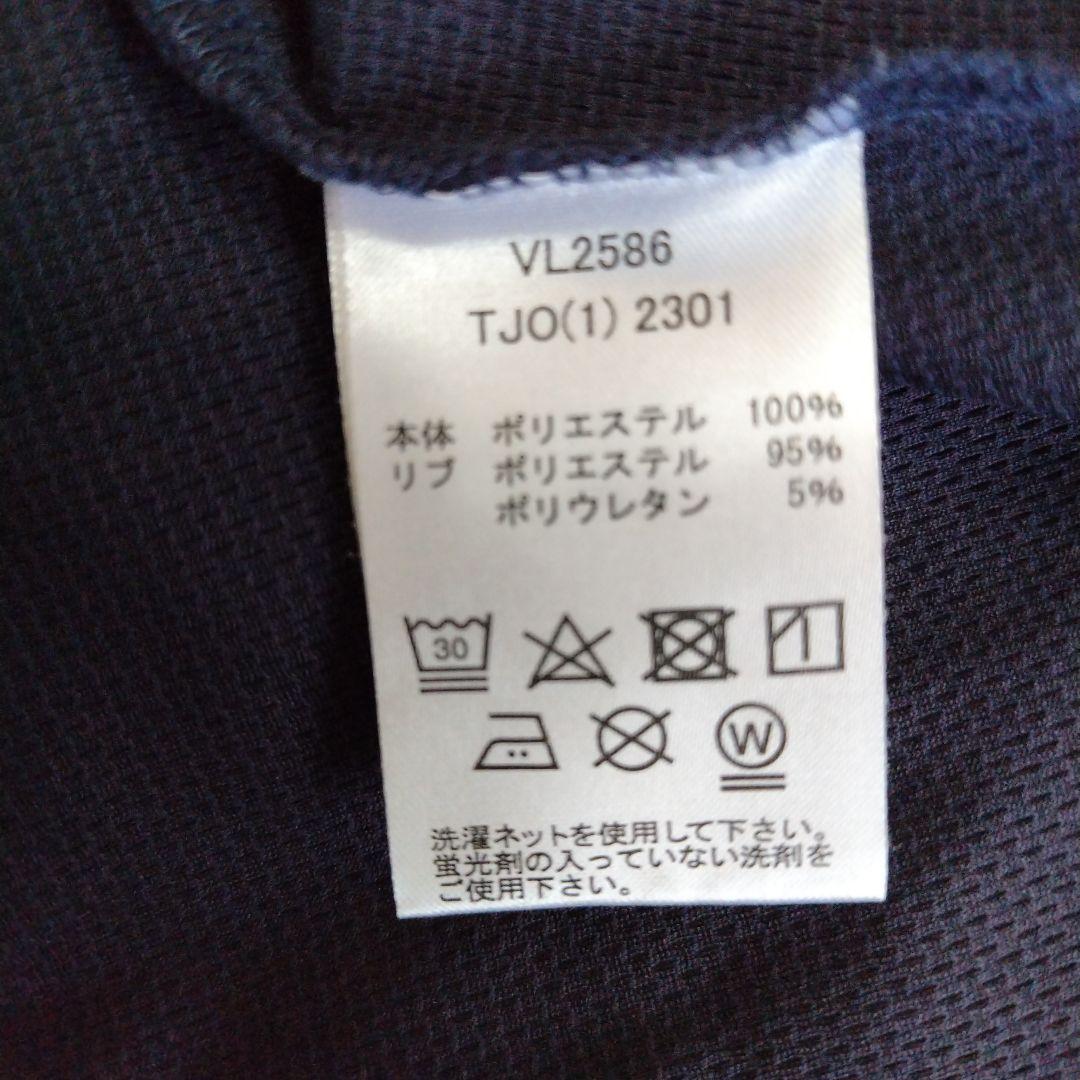 VL2586
TJO(1) 2301
本体 ポリエステル 100%
リブ ポリエステル 95%
ポリウレタン 5%
30
W
洗濯ネットを使用して下さい。
蛍光剤の入っていない洗剤を
ご使用下さい。